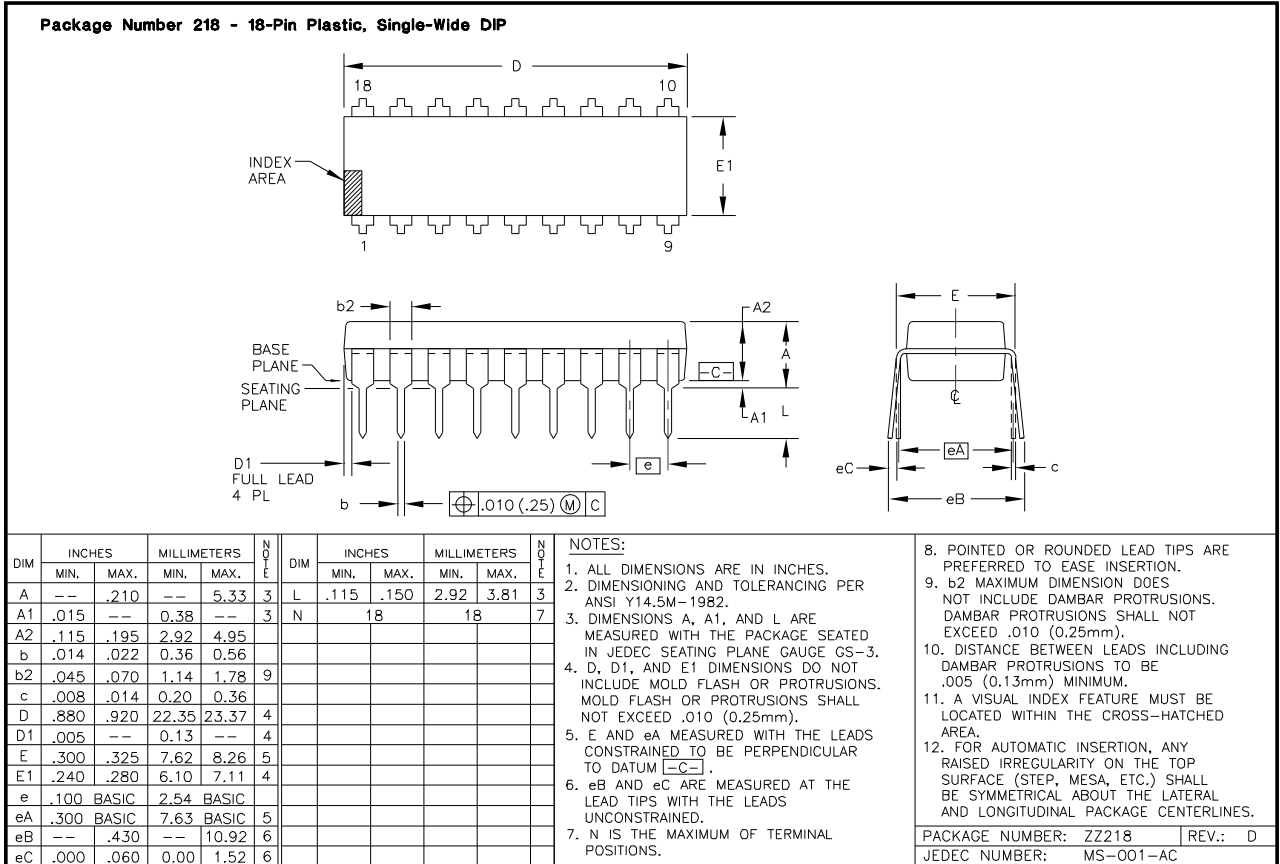 Package Number 218 - 18-Pin Plastic, Single-Wide DIP
D
18
10
INDEX
AREA
E1
1
9
b2
A2
E
BASE
PLANE
A
-C-
SEATING
PLANE
A1
L
℄
D1
FULL LEAD
4 PL
e
eA
eC
c
b
.010 (.25) Ⓜ C
eB
DIM INCHES MILLIMETERS NOTE DIM INCHES MILLIMETERS NOTE
MIN. MAX. MIN. MAX. MIN. MAX. MIN. MAX.
A -- .210 -- 5.33 3 L .115 .150 2.92 3.81 3
A1 .015 -- 0.38 -- 3 N 18 18 7
A2 .115 .195 2.92 4.95
b .014 .022 0.36 0.56
b2 .045 .070 1.14 1.78 9
c .008 .014 0.20 0.36
D .880 .920 22.35 23.37 4
D1 .005 -- 0.13 -- 4
E .300 .325 7.62 8.26 5
E1 .240 .280 6.10 7.11 4
e .100 BASIC 2.54 BASIC
eA .300 BASIC 7.63 BASIC 5
eB -- .430 -- 10.92 6
eC .000 .060 0.00 1.52 6
NOTES:
1. ALL DIMENSIONS ARE IN INCHES.
2. DIMENSIONING AND TOLERANCING PER
ANSI Y14.5M-1982.
3. DIMENSIONS A, A1, AND L ARE
MEASURED WITH THE PACKAGE SEATED
IN JEDEC SEATING PLANE GAUGE GS-3.
4. D, D1, AND E1 DIMENSIONS DO NOT
INCLUDE MOLD FLASH OR PROTRUSIONS.
MOLD FLASH OR PROTRUSIONS SHALL
NOT EXCEED .010 (0.25mm).
5. E AND eA MEASURED WITH THE LEADS
CONSTRAINED TO BE PERPENDICULAR
TO DATUM -C- .
6. eB AND eC ARE MEASURED AT THE
LEAD TIPS WITH THE LEADS
UNCONSTRAINED.
7. N IS THE MAXIMUM OF TERMINAL
POSITIONS.
8. POINTED OR ROUNDED LEAD TIPS ARE
PREFERRED TO EASE INSERTION.
9. b2 MAXIMUM DIMENSION DOES
NOT INCLUDE DAMBAR PROTRUSIONS.
DAMBAR PROTRUSIONS SHALL NOT
EXCEED .010 (0.25mm).
10. DISTANCE BETWEEN LEADS INCLUDING
DAMBAR PROTRUSIONS TO BE
.005 (0.13mm) MINIMUM.
11. A VISUAL INDEX FEATURE MUST BE
LOCATED WITHIN THE CROSS-HATCHED
AREA.
12. FOR AUTOMATIC INSERTION, ANY
RAISED IRREGULARITY ON THE TOP
SURFACE (STEP, MESA, ETC.) SHALL
BE SYMMETRICAL ABOUT THE LATERAL
AND LONGITUDINAL PACKAGE CENTERLINES.
PACKAGE NUMBER: ZZ218 REV.: D
JEDEC NUMBER: MS-001-AC